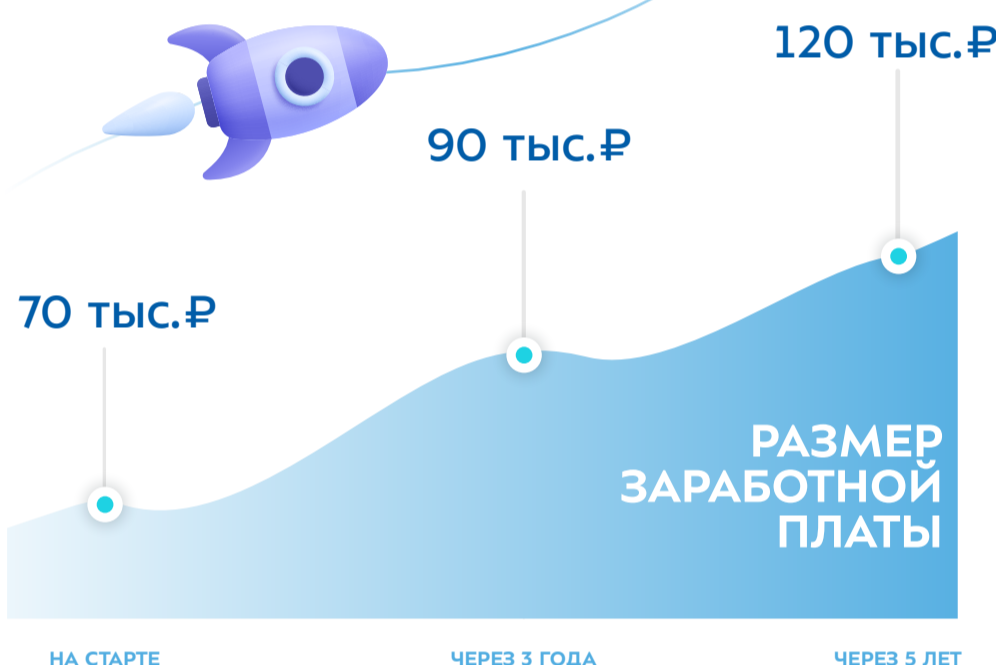 120 тыс.₽
90 тыс.₽
70 тыс.₽
РАЗМЕР
ЗАРАБОТНОЙ
ПЛАТЫ
НА СТАРТЕ
ЧЕРЕЗ 3 ГОДА
ЧЕРЕЗ 5 ЛЕТ